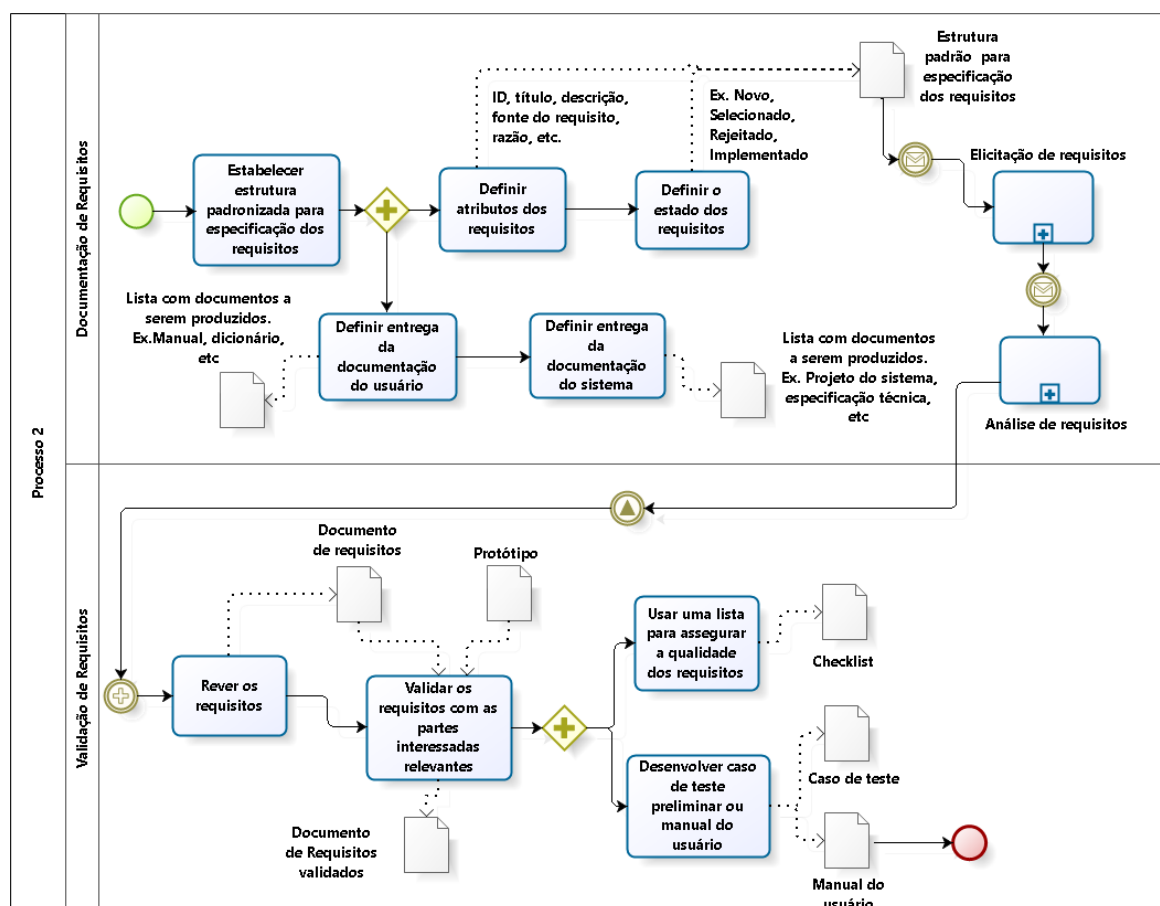 Processo 2
Documentação de Requisitos
Estrutura
padrão para
especificação
dos requisitos
ID, título, descrição,
fonte do requisito,
razão, etc.
Ex. Novo,
Selecionado,
Rejeitado,
Implementado
Elicitação de requisitos
Estabelecer
estrutura
padronizada para
especificação dos
requisitos
Definir
atributos dos
requisitos
Definir o
estado dos
requisitos
Lista com documentos a
serem produzidos.
Ex.Manual, dicionário,
etc
Definir entrega
da
documentação
do usuário
Definir entrega
da
documentação
do sistema
Lista com documentos
a serem produzidos.
Ex. Projeto do sistema,
especificação técnica,
etc
Análise de requisitos
Validação de Requisitos
Documento
de requisitos
Protótipo
Rever os
requisitos
Validar os
requisitos com as
partes
interessadas
relevantes
Usar uma lista
para assegurar
a qualidade
dos requisitos
Checklist
Desenvolver caso
de teste
preliminar ou
manual do
usuário
Caso de teste
Documento
de Requisitos
validados
Manual do
usuário